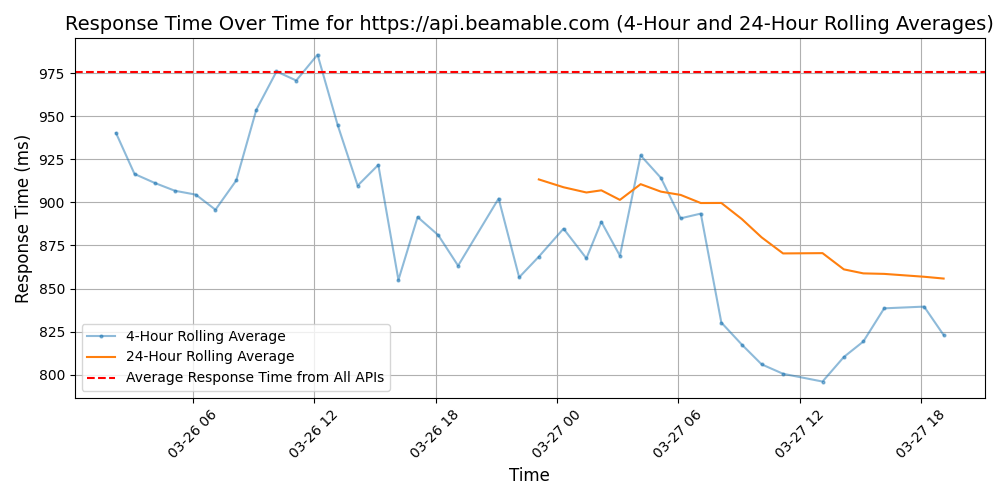 Response Time Over Time for https://api.beamable.com (4-Hour and 24-Hour Rolling Averages)
Response Time (ms)
975
950
925
900
875
850
825
800
4-Hour Rolling Average
24-Hour Rolling Average
Average Response Time from All APIs
03-26 06
03-26 12
03-26 18
03-27 00
03-27 06
03-27 12
03-27 18
Time